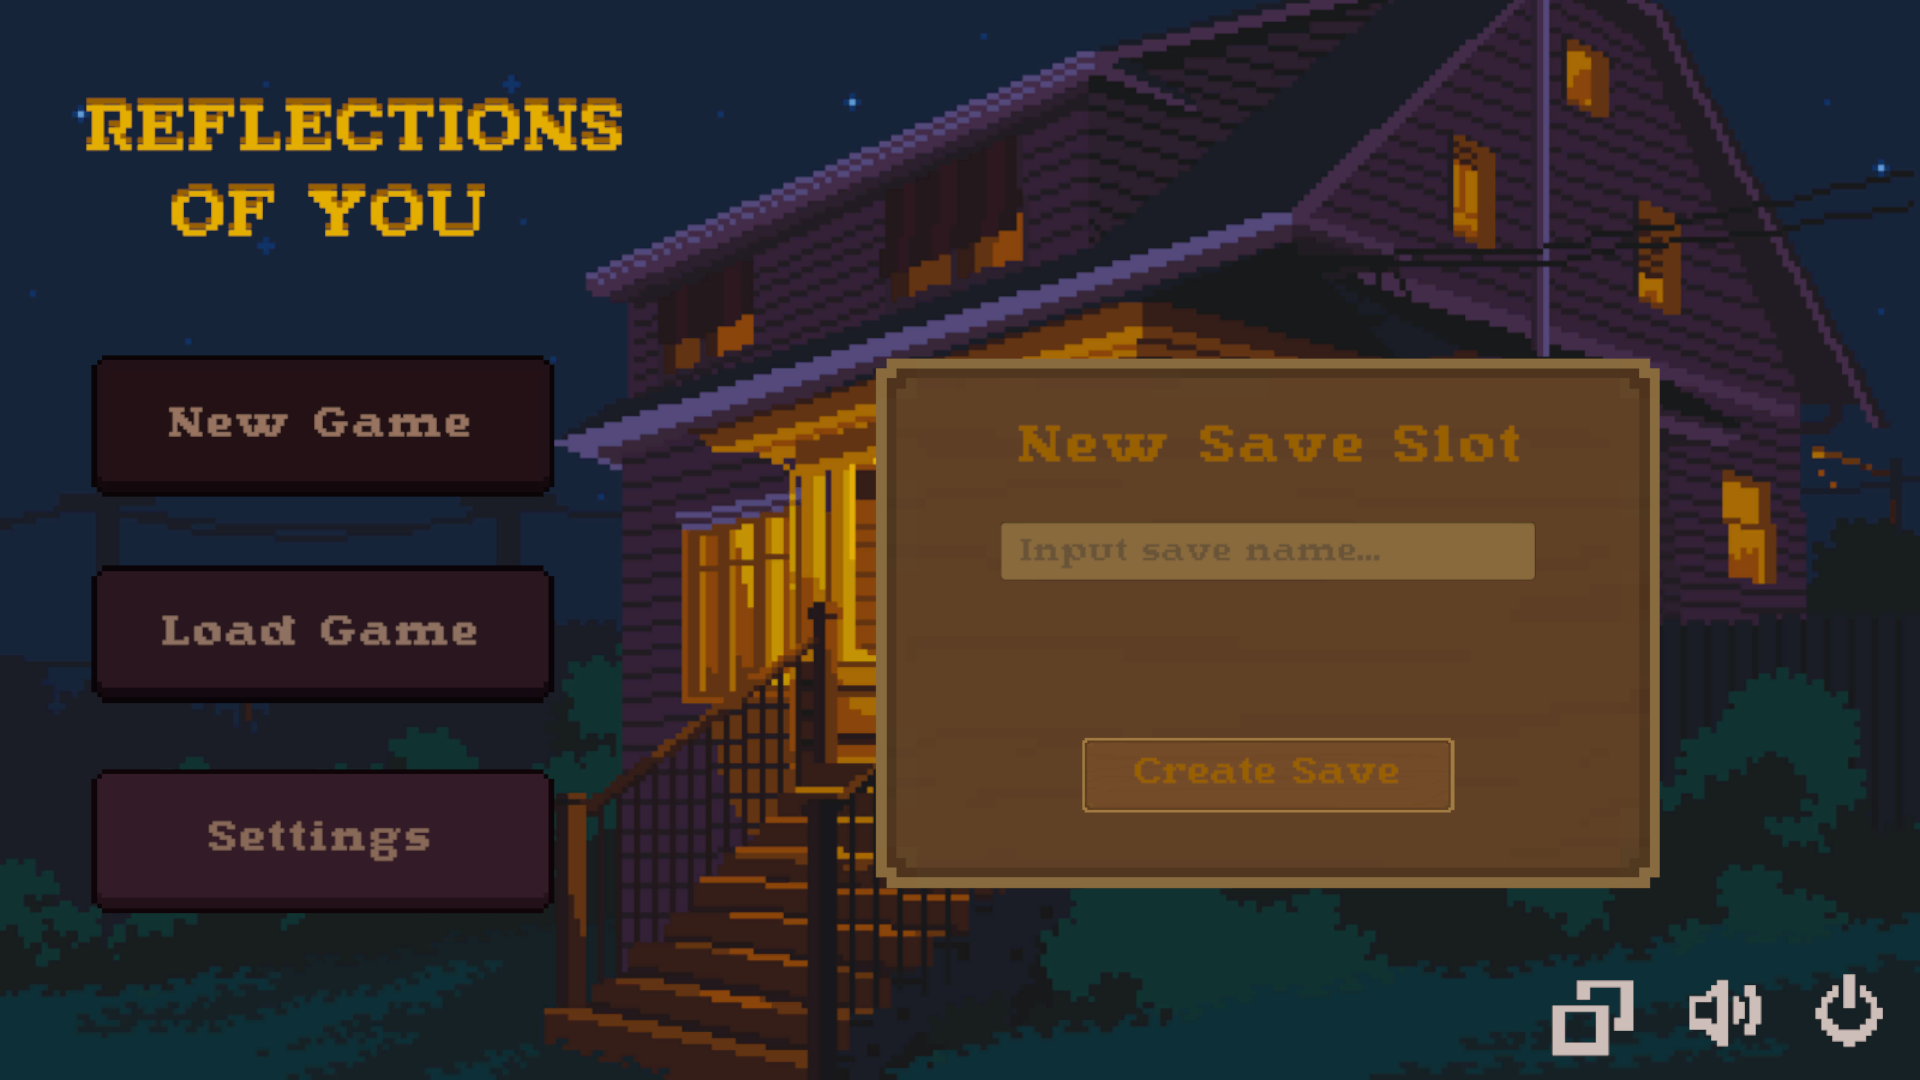 REFLECTIONS
OF YOU
New Game
Load Game
Settings
New Save Slot
Input save name...
Create Save